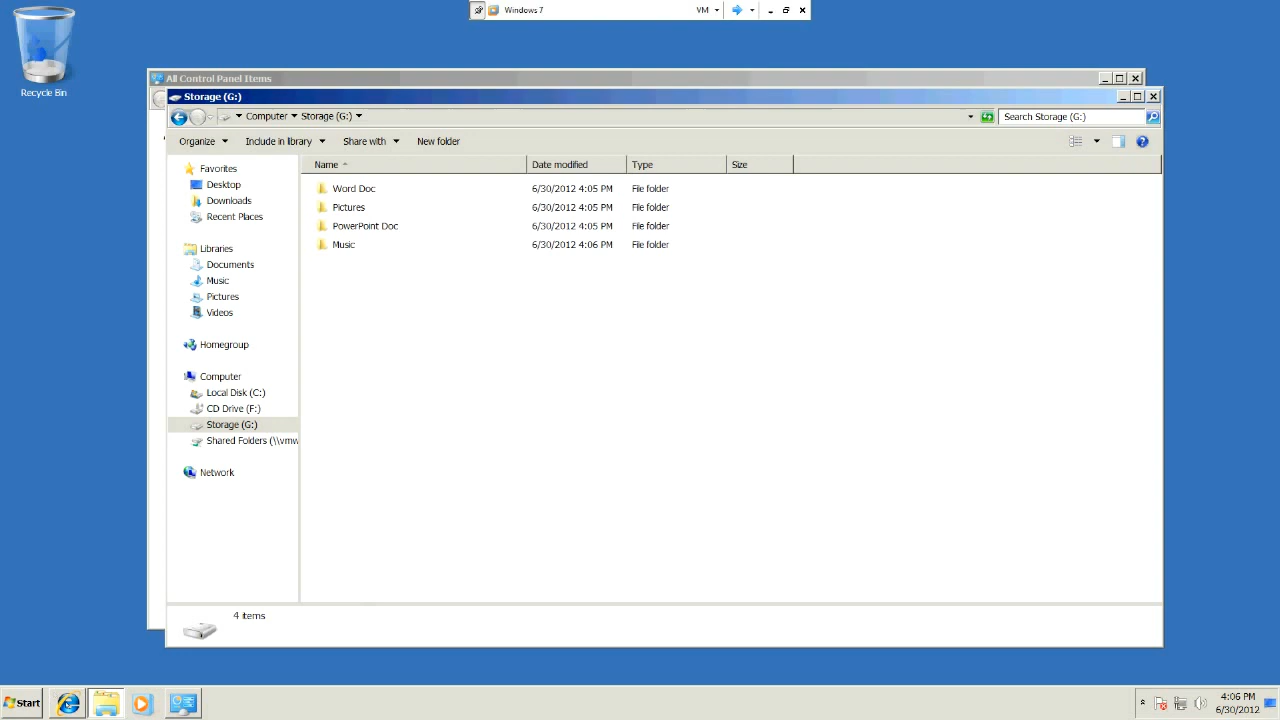 Windows 7 VM
Recycle Bin
All Control Panel Items
Storage (G:)
Computer Storage (G:) Search Storage (G:)
Organize Include in library Share with New folder
Name Date modified Type Size
Word Doc 6/30/2012 4:05 PM File folder
Pictures 6/30/2012 4:05 PM File folder
PowerPoint Doc 6/30/2012 4:05 PM File folder
Music 6/30/2012 4:06 PM File folder
Favorites
Desktop
Downloads
Recent Places
Libraries
Documents
Music
Pictures
Videos
Homegroup
Computer
Local Disk (C:)
CD Drive (F:)
Storage (G:)
Shared Folders (\\vmw
Network
4 items
Start
4:06 PM
6/30/2012